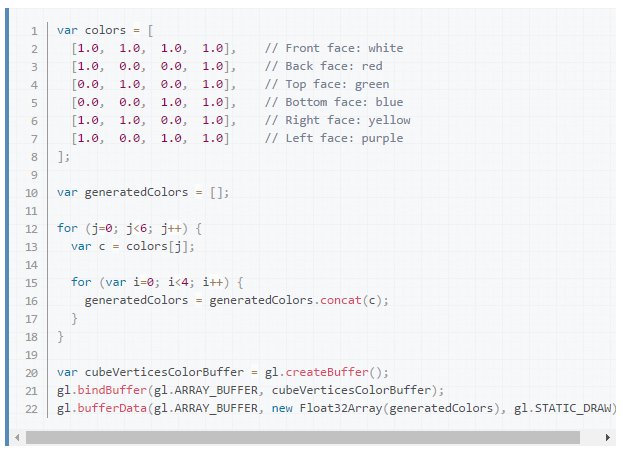 1 var colors = [
2   [1.0,  1.0,  1.0,  1.0],    // Front face: white
3   [1.0,  0.0,  0.0,  1.0],    // Back face: red
4   [0.0,  1.0,  0.0,  1.0],    // Top face: green
5   [0.0,  0.0,  1.0,  1.0],    // Bottom face: blue
6   [1.0,  1.0,  0.0,  1.0],    // Right face: yellow
7   [1.0,  0.0,  1.0,  1.0]     // Left face: purple
8 ];
9
10 var generatedColors = [];
11
12 for (j=0; j<6; j++) {
13   var c = colors[j];
14
15   for (var i=0; i<4; i++) {
16     generatedColors = generatedColors.concat(c);
17   }
18 }
19
20 var cubeVerticesColorBuffer = gl.createBuffer();
21 gl.bindBuffer(gl.ARRAY_BUFFER, cubeVerticesColorBuffer);
22 gl.bufferData(gl.ARRAY_BUFFER, new Float32Array(generatedColors), gl.STATIC_DRAW)